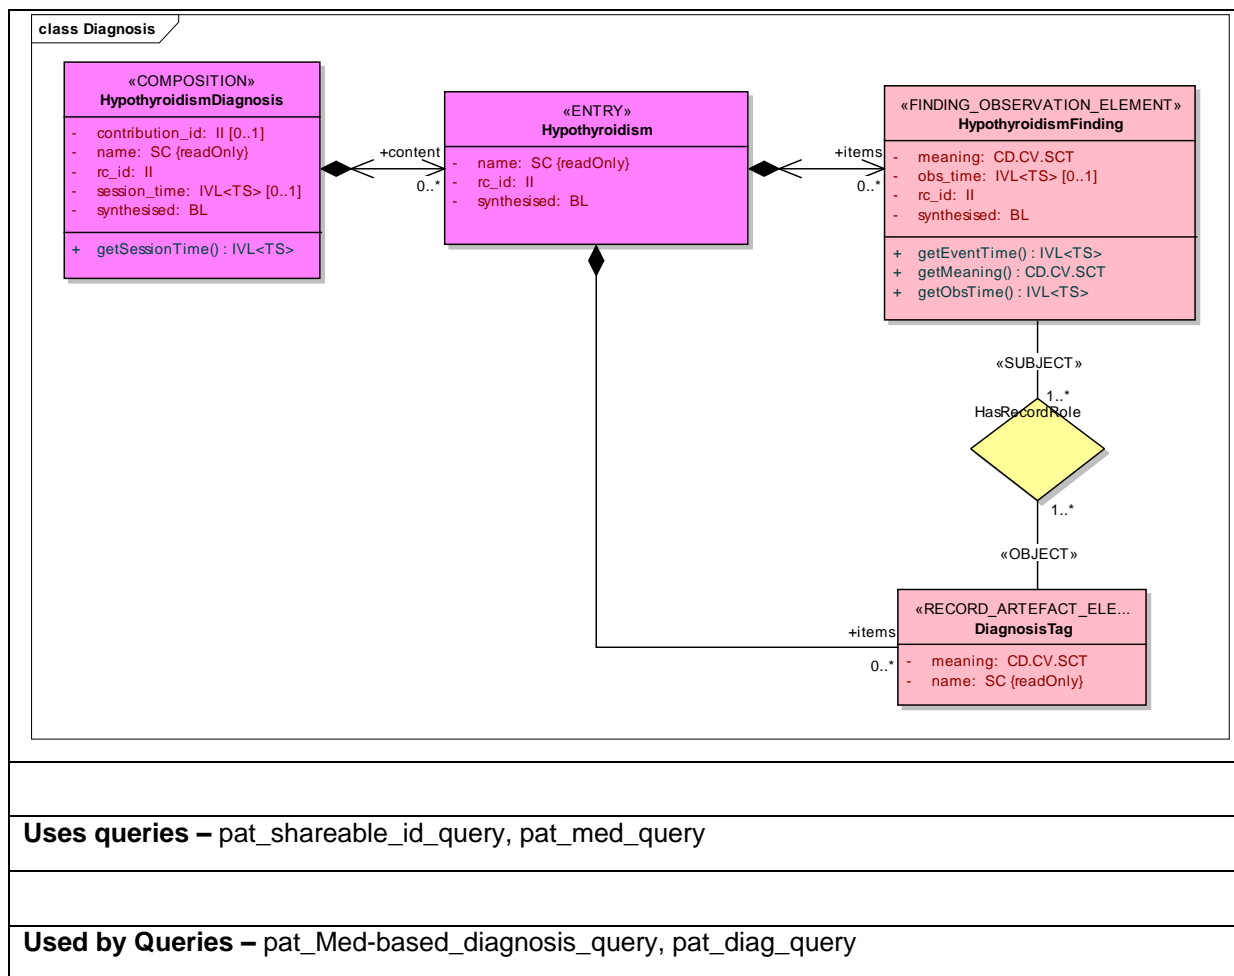 class Diagnosis
«COMPOSITION»
HypothyroidismDiagnosis
- contribution_id: II [0..1]
- name: SC {readOnly}
- rc_id: II
- session_time: IVL<TS> [0..1]
- synthesised: BL
+ getSessionTime() : IVL<TS>
+content
0..*
«ENTRY»
Hypothyroidism
- name: SC {readOnly}
- rc_id: II
- synthesised: BL
+items
0..*
«FINDING_OBSERVATION_ELEMENT»
HypothyroidismFinding
- meaning: CD.CV.SCT
- obs_time: IVL<TS> [0..1]
- rc_id: II
- synthesised: BL
+ getEventTime() : IVL<TS>
+ getMeaning() : CD.CV.SCT
+ getObsTime() : IVL<TS>
«SUBJECT»
1..*
HasRecordRole
1..*
«OBJECT»
+items
0..*
«RECORD_ARTEFACT_ELE...
DiagnosisTag
- meaning: CD.CV.SCT
- name: SC {readOnly}
Uses queries – pat_shareable_id_query, pat_med_query
Used by Queries – pat_Med-based_diagnosis_query, pat_diag_query